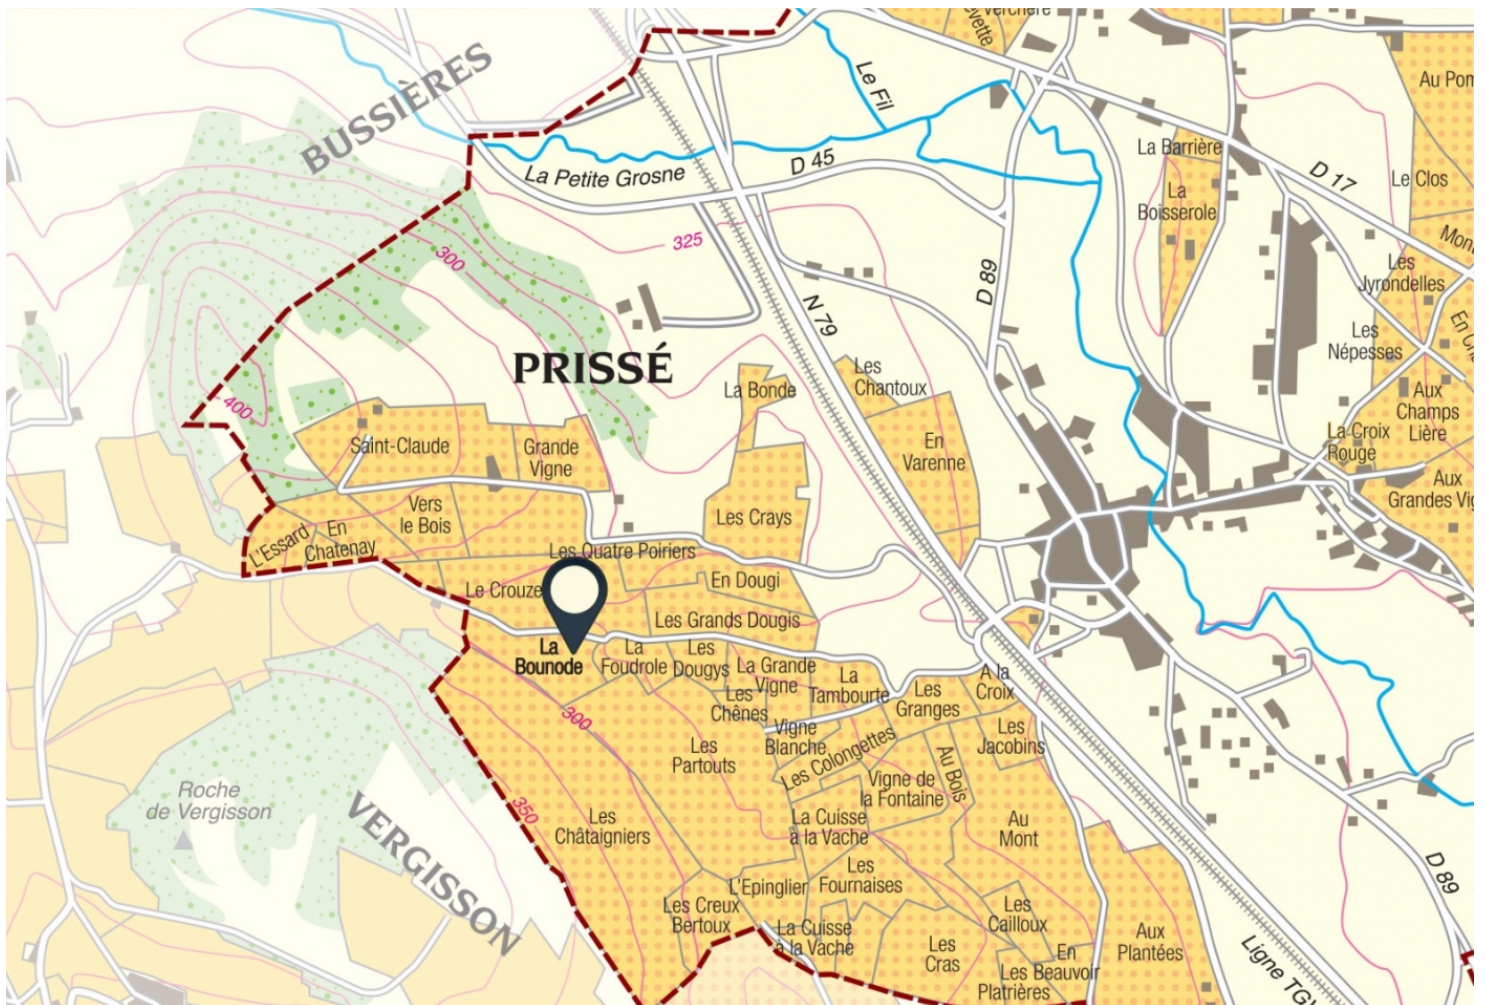 Verchère
BUSSIÈRES
Le Fil
Au Pom
La Petite Grosne
D 45
La Barrière
D 17
Le Clos
La
Boisserole
325
300
Les
Jyrondelles
D 89
N 79
Les
Népesses
PRISSÉ
La Bonde
Les
Chantoux
Aux
Champs
Lière
400
Saint-Claude
Grande
Vigne
En
Varenne
La Croix
Rouge
Aux
Grandes Vig
Vers
le Bois
Les Crays
L'Essard
En
Chatenay
Les Quatre Poiriers
En Dougi
Le Crouze
Les Grands Dougis
La
Bounode
La
Foudrole
Les
Dougys
La Grande
Vigne
La
Tambourte
A la
Croix
Les
Granges
Les
Chênes
300
Vigne
Blanche
Les
Jacobins
Les
Partouts
Les Colongettes
Au Bois
Vigne de
la Fontaine
Roche
de Vergisson
350
VERGISSON
Les
Châtaigniers
La Cuisse
à la Vache
Au
Mont
D 89
L'Epinglier
Les
Fournaises
Les Creux
Bertoux
Les
Cailloux
La Cuisse
à la Vache
Les
Cras
Aux
Plantées
En
Beauvoir
Les
Platrières
Ligne TGV